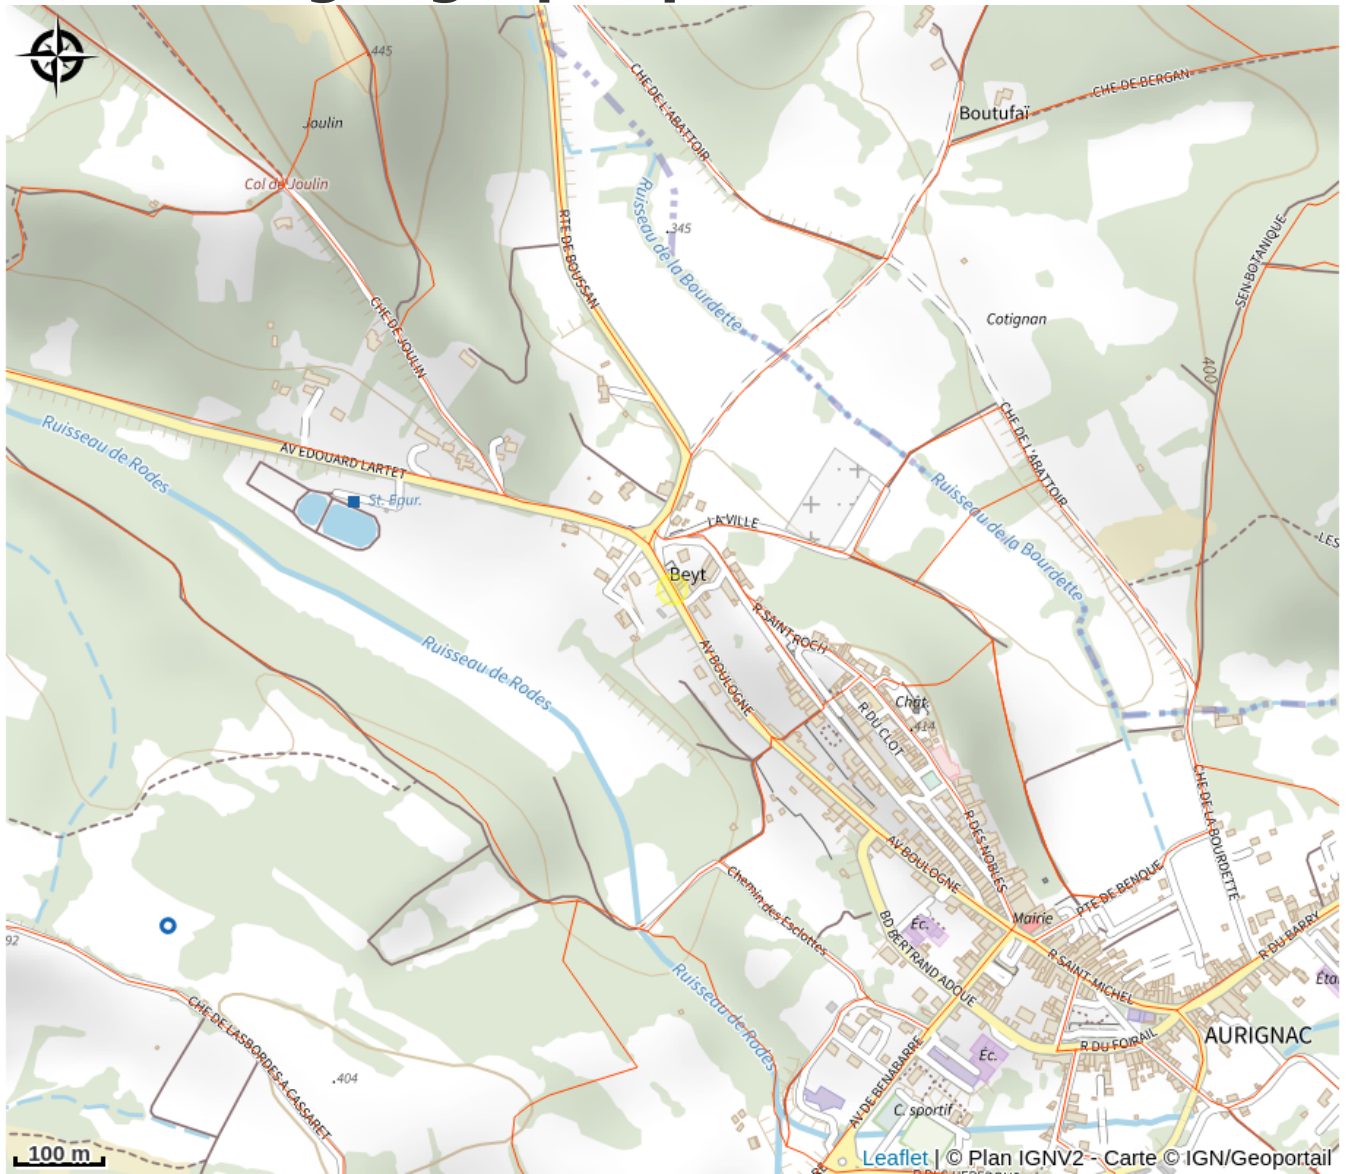 445
CHE DE L'ABATTOIR
CHE DE BERGAN
Boutufaï
Joulin
Col de Joulin
Ruisseau de la Bourdette
345
RTE DE BOUSSAN
SEN BOTANIQUE
CHE DE JOULIN
Cotignan
400
Ruisseau de Rodes
AV EDOUARD LARTET
CHE DE L'ABATTOIR
St. Epur.
Ruisseau de la Bourdette
LA VILLE
LES
Beyt
R SAINT ROCH
Ruisseau de Rodes
AV BOULOGNE
Chât.
414
R DU CLOT
CHE DE LA BOURDETTE
R DES NOBLES
AV BOULOGNE
Chemin des Esclottes
PTE DE BENQUE
Mairie
Éc.
92
BD BERTRAND ADOUE
R SAINT-MICHEL
R DU BARRY
Éta
Ruisseau de Rodes
CHE DE LASBORDES A CASSARET
R DU FOIRAIL
AURIGNAC
Éc.
404
AV DE BENABARRE
C. sportif
100 m
Leaflet | © Plan IGNV2 - Carte © IGN/Geoportail